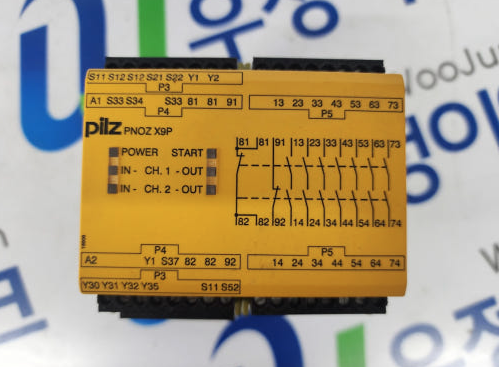 S11 S12 S12 S21 S22 Y1 Y2
P3
A1 S33 S34 S33 81 81 91
P4
13 23 33 43 53 63 73
P5
pilz PNOZ X9P
POWER START
IN - CH. 1 - OUT
IN - CH. 2 - OUT
81 81 91 13 23 33 43 53 63 73
82 82 92 14 24 34 44 54 64 74
P4
A2 Y1 S37 82 82 92
P3
Y30 Y31 Y32 Y35 S11 S52
P5
14 24 34 44 54 64 74
WooJu